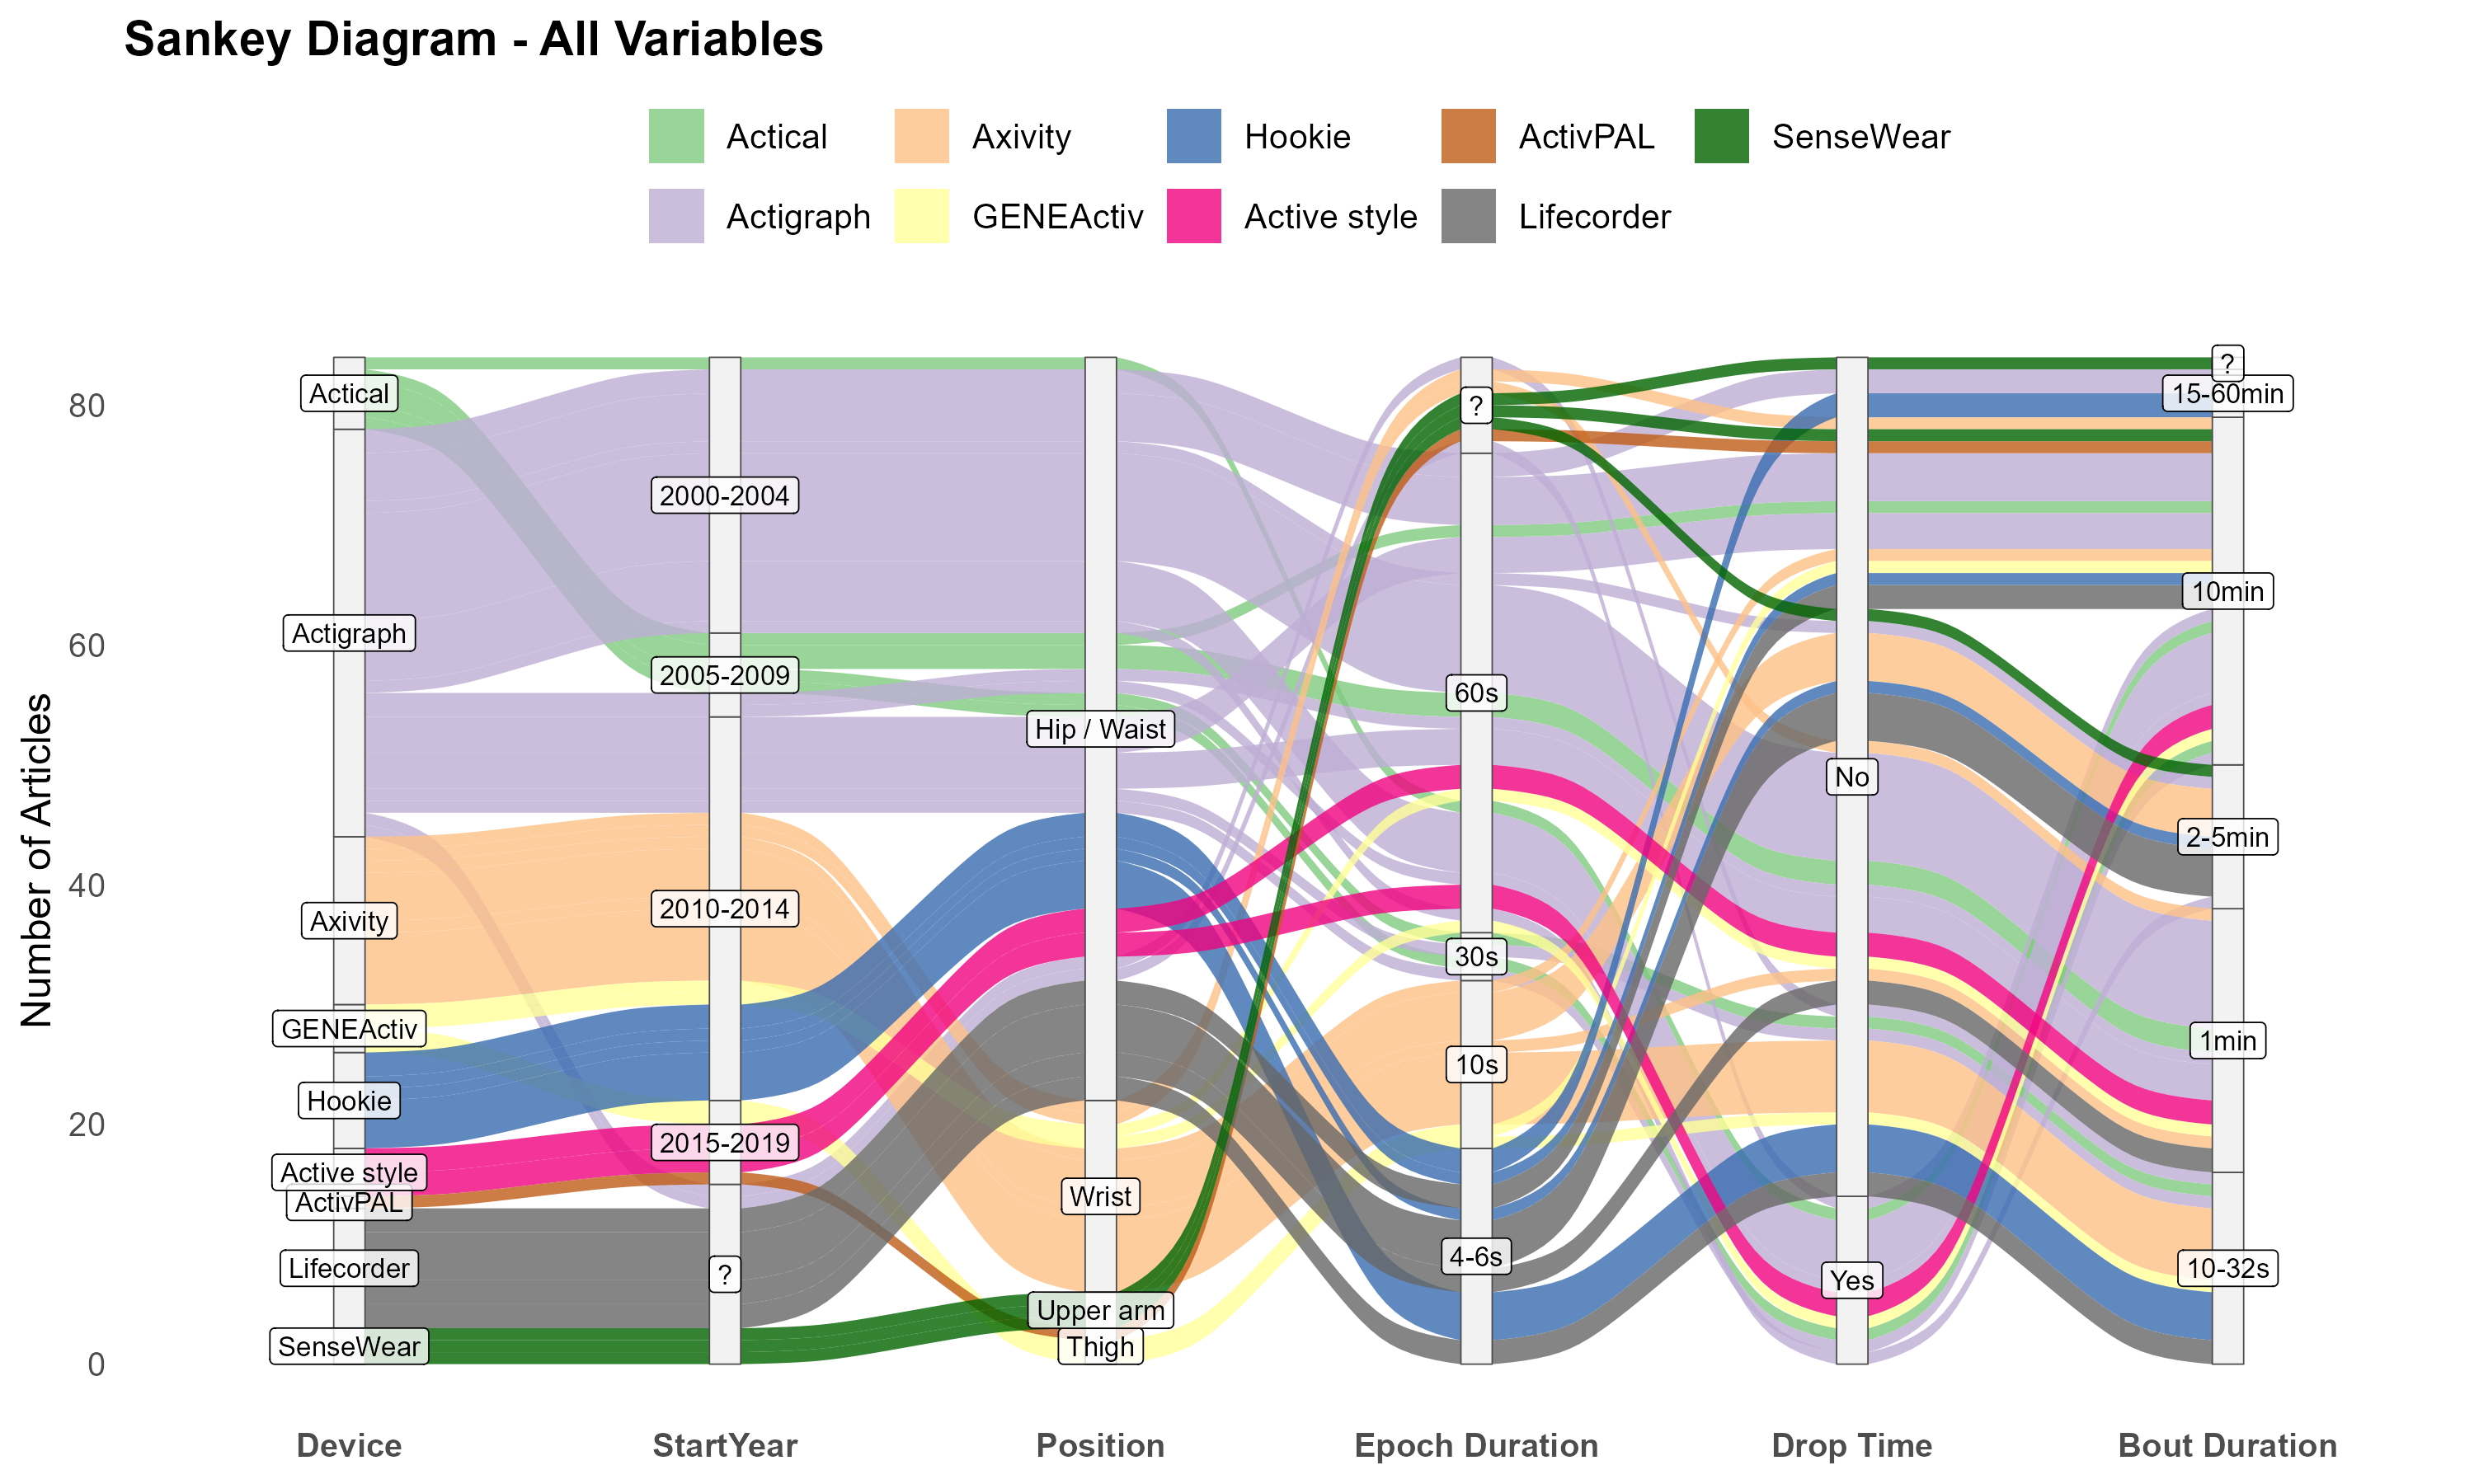 Sankey Diagram - All Variables
Actical
Axivity
Hookie
ActivPAL
SenseWear
Actigraph
GENEActiv
Active style
Lifecorder
Number of Articles
80
60
40
20
0
Actical
Actigraph
Axivity
GENEActiv
Hookie
Active style
ActivPAL
Lifecorder
SenseWear
2000-2004
2005-2009
2010-2014
2015-2019
?
Hip / Waist
Wrist
Upper arm
Thigh
?
60s
30s
10s
4-6s
No
Yes
?
15-60min
10min
2-5min
1min
10-32s
Device
StartYear
Position
Epoch Duration
Drop Time
Bout Duration